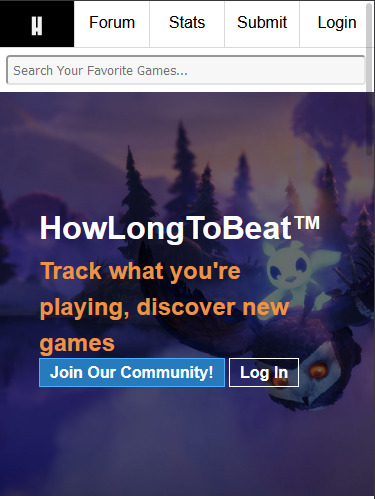 H Forum Stats Submit Login
Search Your Favorite Games...
HowLongToBeat™
Track what you're
playing, discover new
games
Join Our Community! Log In